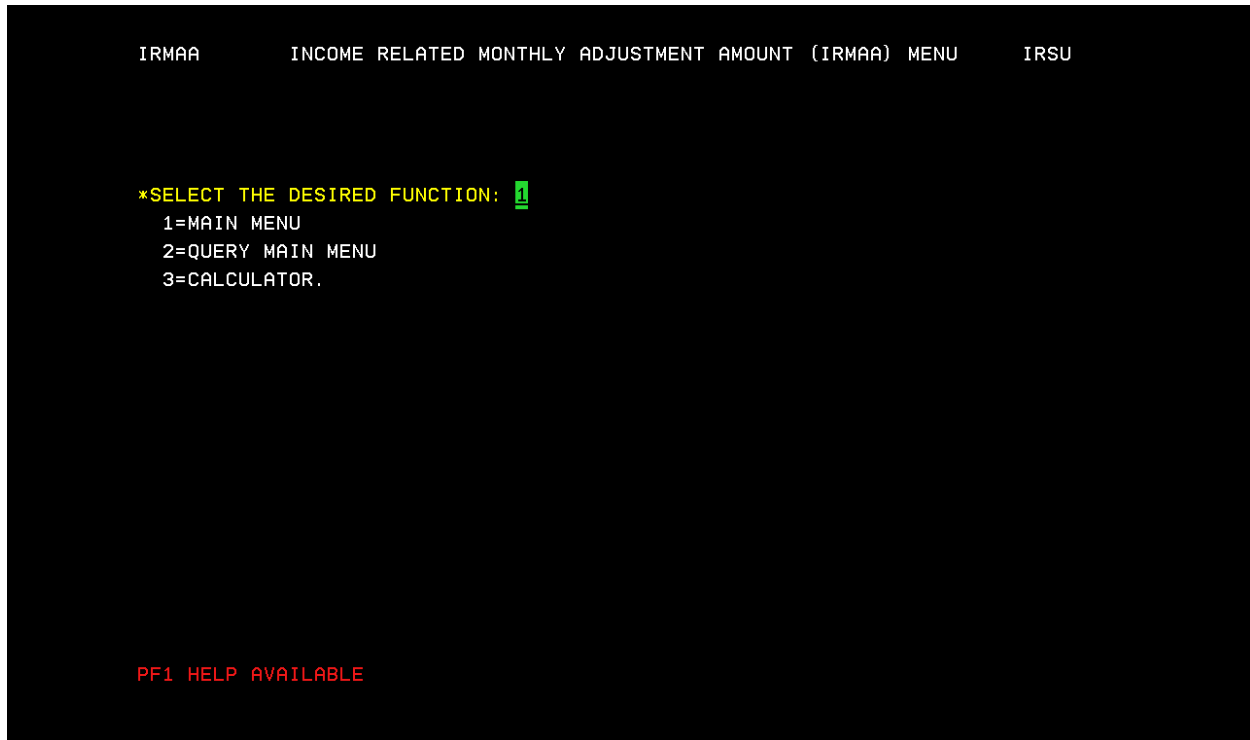 IRMAA INCOME RELATED MONTHLY ADJUSTMENT AMOUNT (IRMAA) MENU IRSU
*SELECT THE DESIRED FUNCTION: 1
1=MAIN MENU
2=QUERY MAIN MENU
3=CALCULATOR.
PF1 HELP AVAILABLE